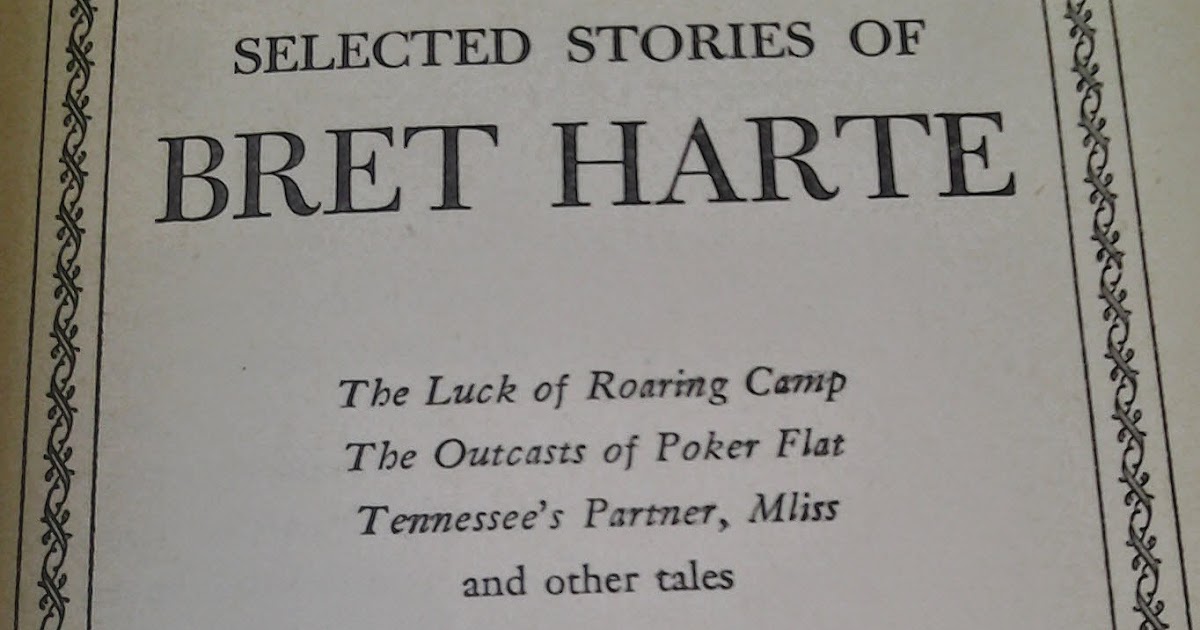 SELECTED STORIES OF
BRET HARTE
The Luck of Roaring Camp
The Outcasts of Poker Flat
Tennessee's Partner, Mliss
and other tales